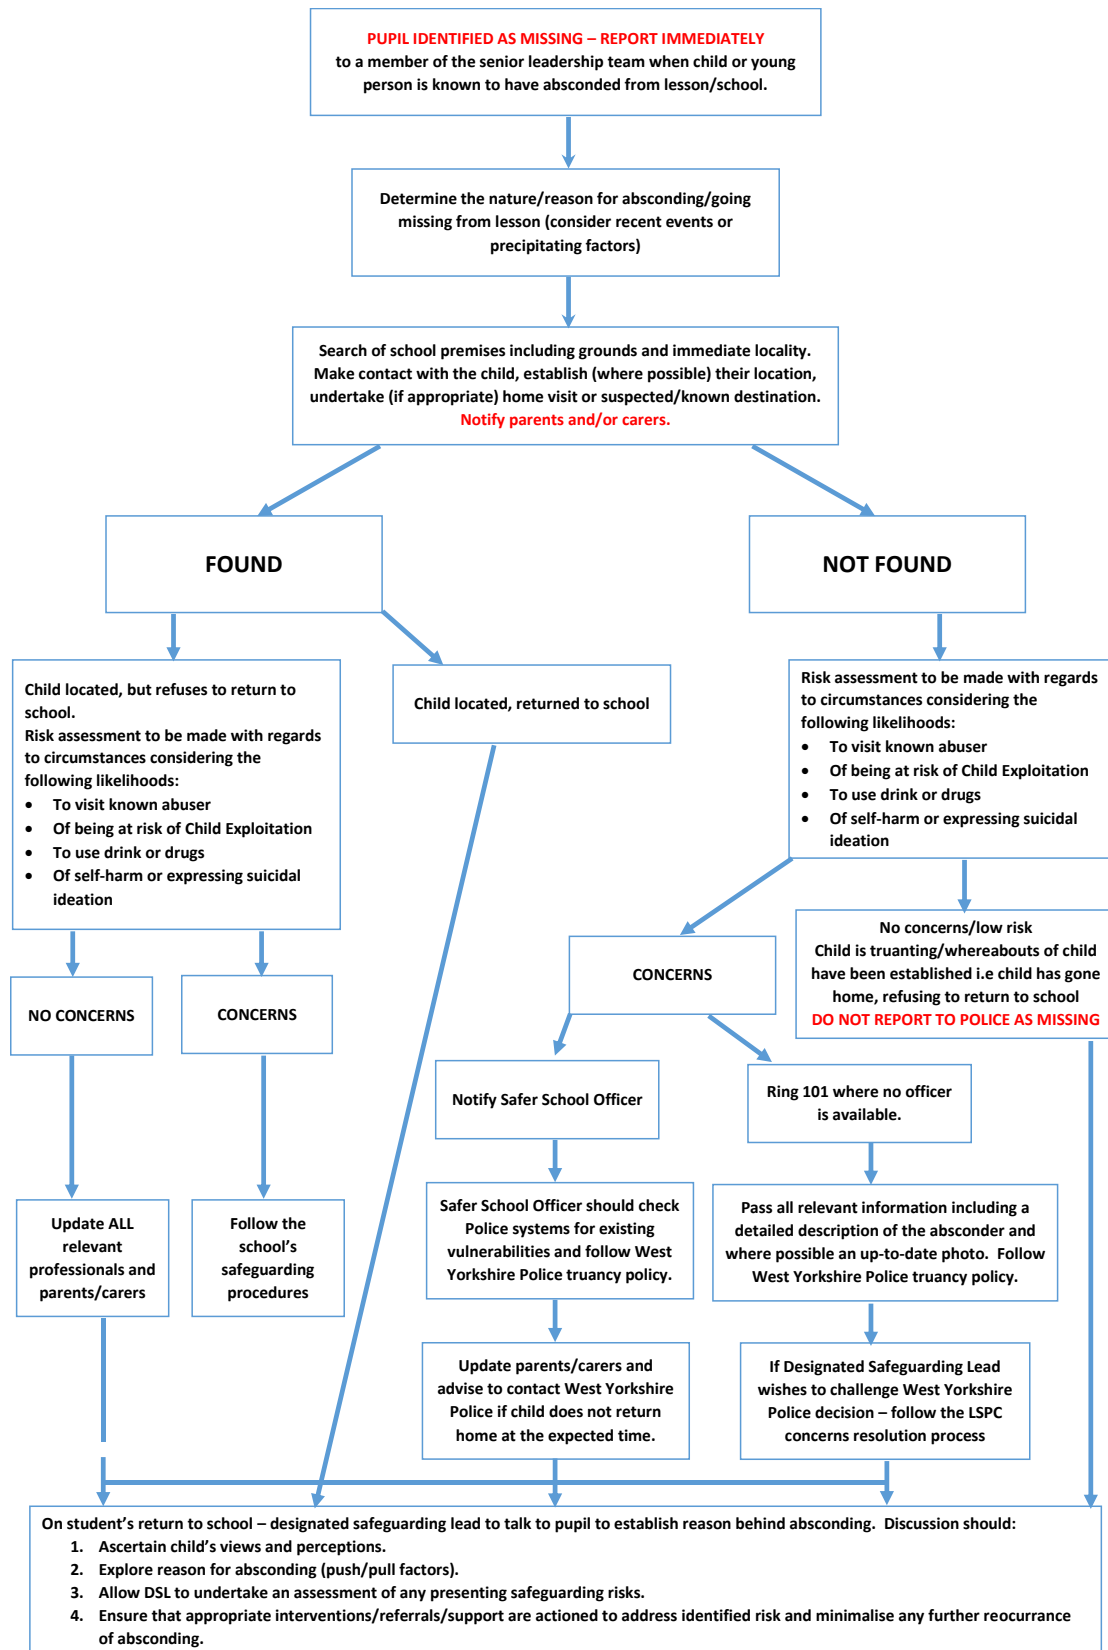 PUPIL IDENTIFIED AS MISSING – REPORT IMMEDIATELY
to a member of the senior leadership team when child or young
person is known to have absconded from lesson/school.
Determine the nature/reason for absconding/going
missing from lesson (consider recent events or
precipitating factors)
Search of school premises including grounds and immediate locality.
Make contact with the child, establish (where possible) their location,
undertake (if appropriate) home visit or suspected/known destination.
Notify parents and/or carers.
FOUND
NOT FOUND
Child located, but refuses to return to
school.
Risk assessment to be made with regards
to circumstances considering the
following likelihoods:
• To visit known abuser
• Of being at risk of Child Exploitation
• To use drink or drugs
• Of self-harm or expressing suicidal
ideation
Child located, returned to school
Risk assessment to be made with regards
to circumstances considering the
following likelihoods:
• To visit known abuser
• Of being at risk of Child Exploitation
• To use drink or drugs
• Of self-harm or expressing suicidal
ideation
NO CONCERNS
CONCERNS
CONCERNS
No concerns/low risk
Child is truanting/whereabouts of child
have been established i.e child has gone
home, refusing to return to school
DO NOT REPORT TO POLICE AS MISSING
Notify Safer School Officer
Ring 101 where no officer
is available.
Update ALL
relevant
professionals and
parents/carers
Follow the
school’s
safeguarding
procedures
Safer School Officer should check
Police systems for existing
vulnerabilities and follow West
Yorkshire Police truancy policy.
Pass all relevant information including a
detailed description of the absconder and
where possible an up-to-date photo.  Follow
West Yorkshire Police truancy policy.
Update parents/carers and
advise to contact West Yorkshire
Police if child does not return
home at the expected time.
If Designated Safeguarding Lead
wishes to challenge West Yorkshire
Police decision – follow the LSPC
concerns resolution process
On student’s return to school – designated safeguarding lead to talk to pupil to establish reason behind absconding.  Discussion should:
1. Ascertain child’s views and perceptions.
2. Explore reason for absconding (push/pull factors).
3. Allow DSL to undertake an assessment of any presenting safeguarding risks.
4. Ensure that appropriate interventions/referrals/support are actioned to address identified risk and minimalise any further reocurrance
of absconding.